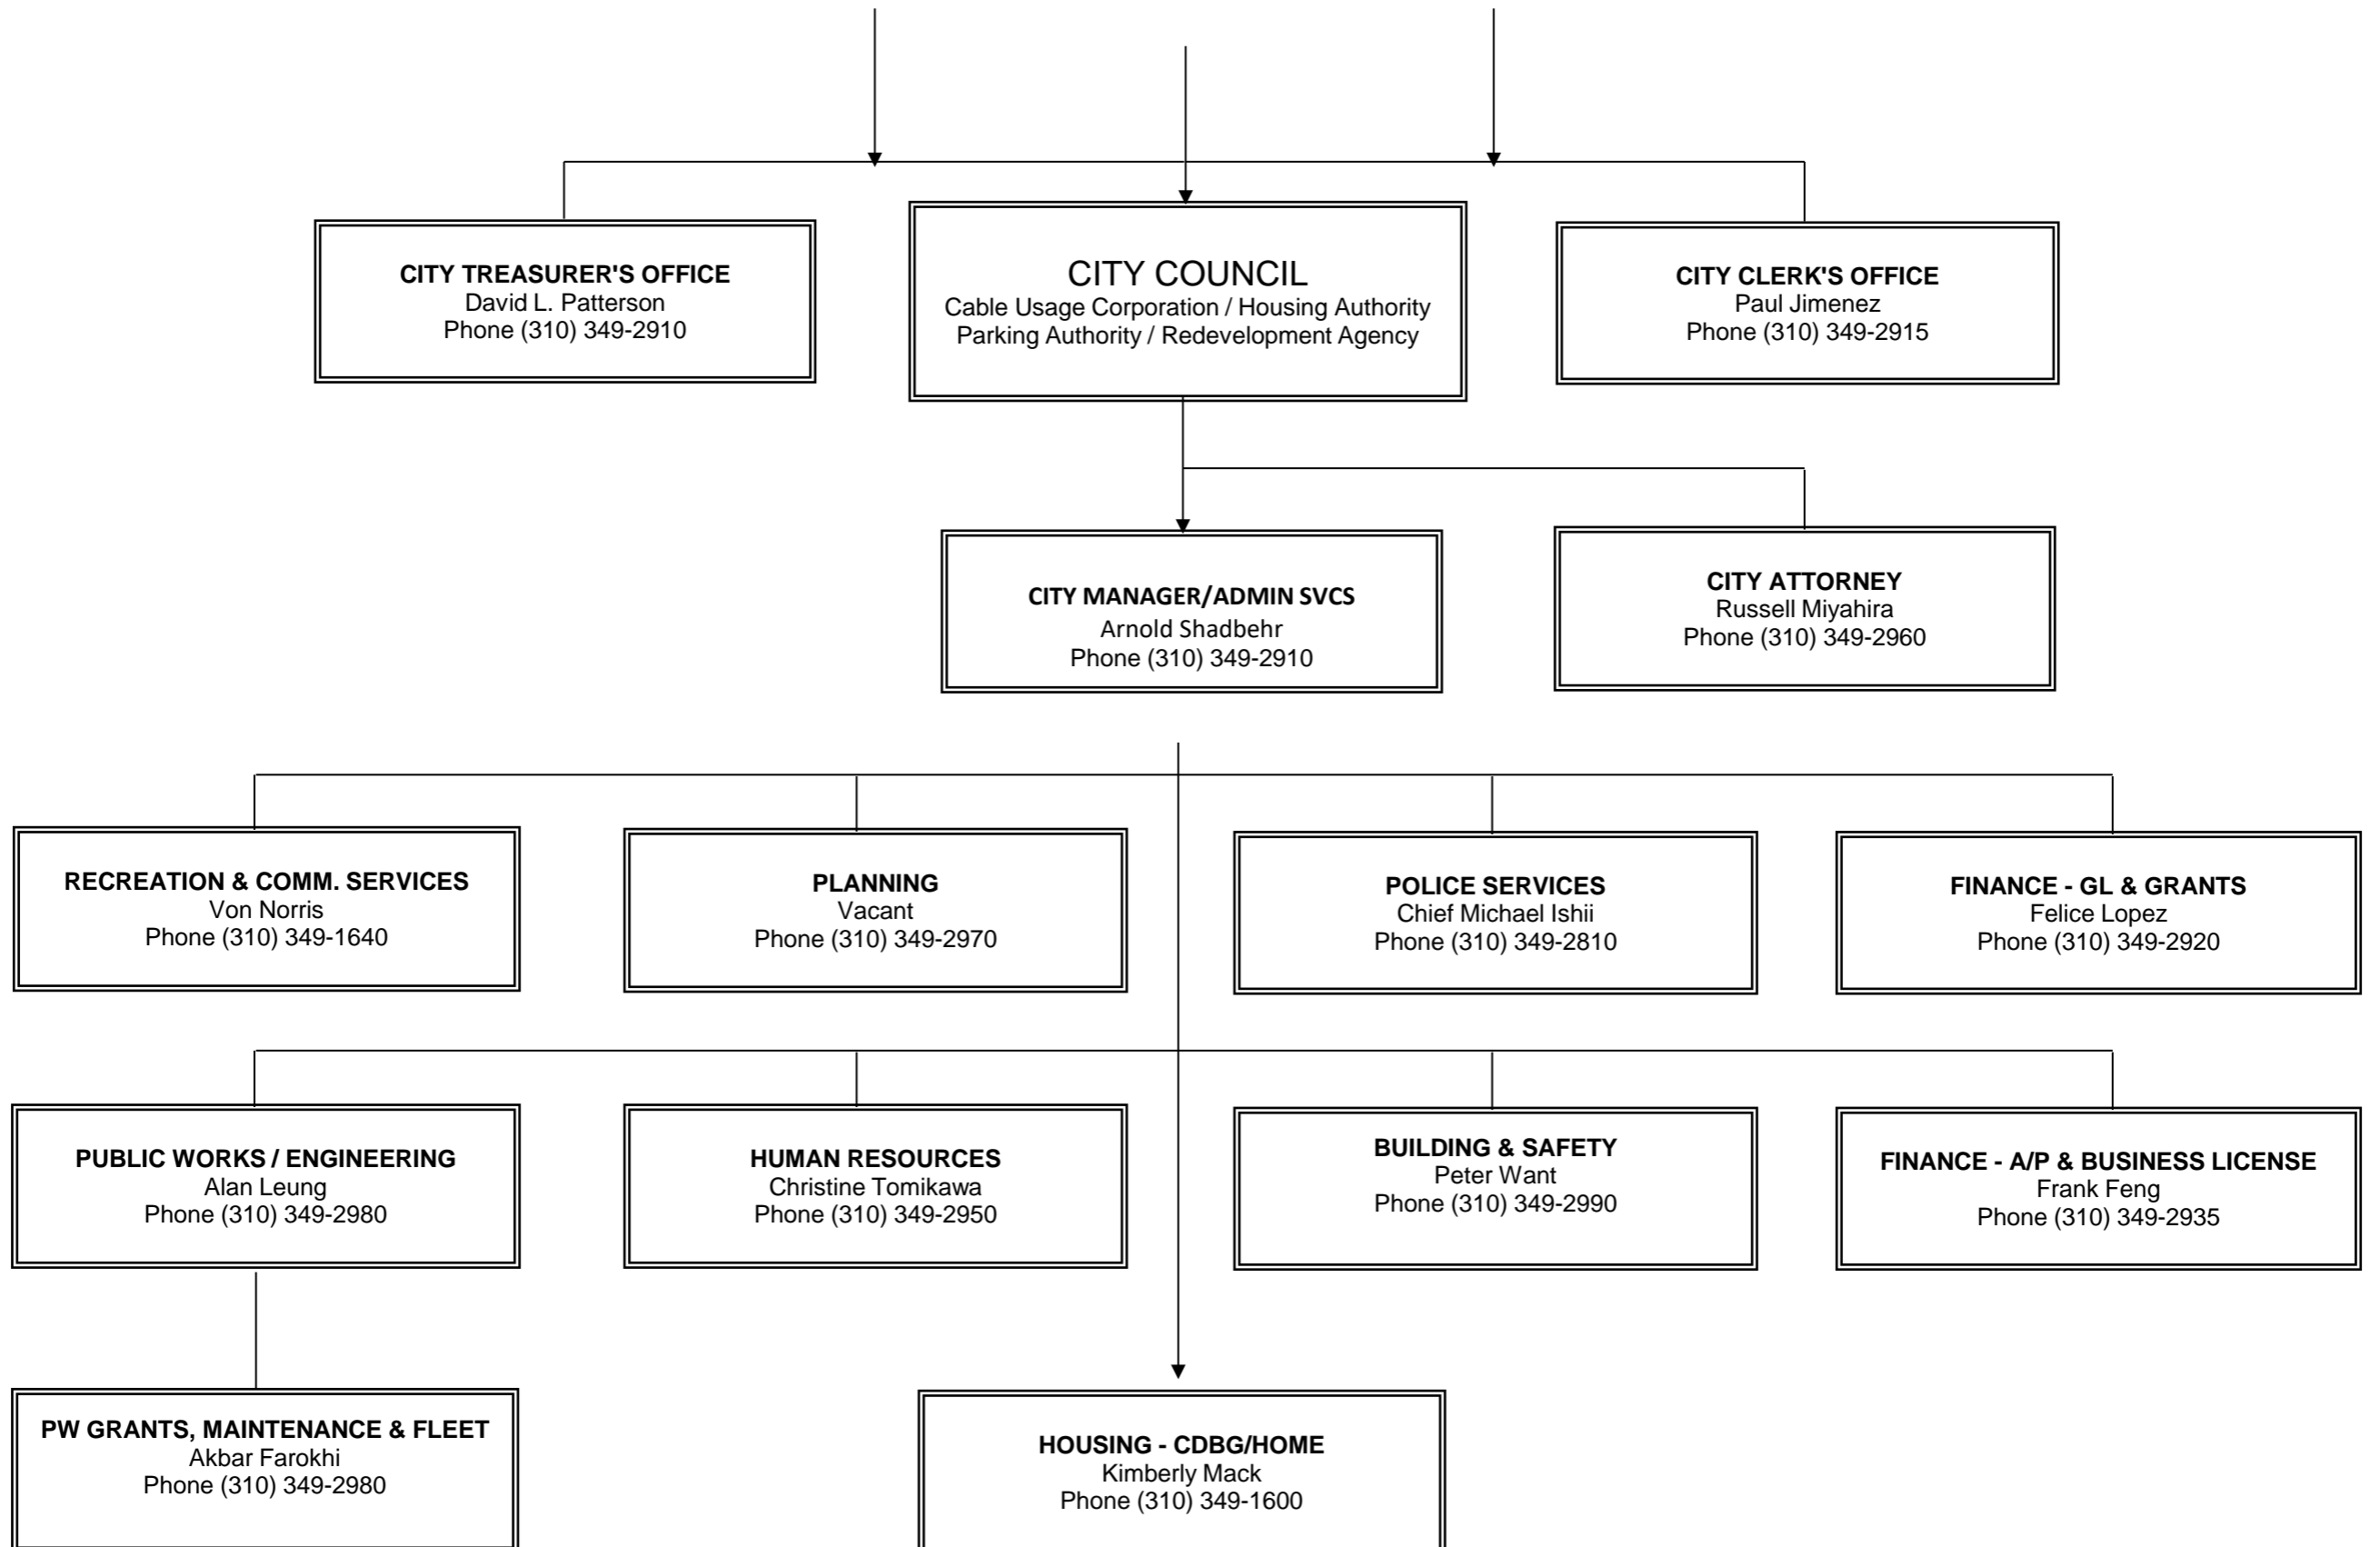 CITY TREASURER'S OFFICE
David L. Patterson
Phone (310) 349-2910
CITY COUNCIL
Cable Usage Corporation / Housing Authority
Parking Authority / Redevelopment Agency
CITY CLERK'S OFFICE
Paul Jimenez
Phone (310) 349-2915
CITY MANAGER/ADMIN SVCS
Arnold Shadbehr
Phone (310) 349-2910
CITY ATTORNEY
Russell Miyahira
Phone (310) 349-2960
RECREATION & COMM. SERVICES
Von Norris
Phone (310) 349-1640
PLANNING
Vacant
Phone (310) 349-2970
POLICE SERVICES
Chief Michael Ishii
Phone (310) 349-2810
FINANCE - GL & GRANTS
Felice Lopez
Phone (310) 349-2920
PUBLIC WORKS / ENGINEERING
Alan Leung
Phone (310) 349-2980
HUMAN RESOURCES
Christine Tomikawa
Phone (310) 349-2950
BUILDING & SAFETY
Peter Want
Phone (310) 349-2990
FINANCE - A/P & BUSINESS LICENSE
Frank Feng
Phone (310) 349-2935
PW GRANTS, MAINTENANCE & FLEET
Akbar Farokhi
Phone (310) 349-2980
HOUSING - CDBG/HOME
Kimberly Mack
Phone (310) 349-1600